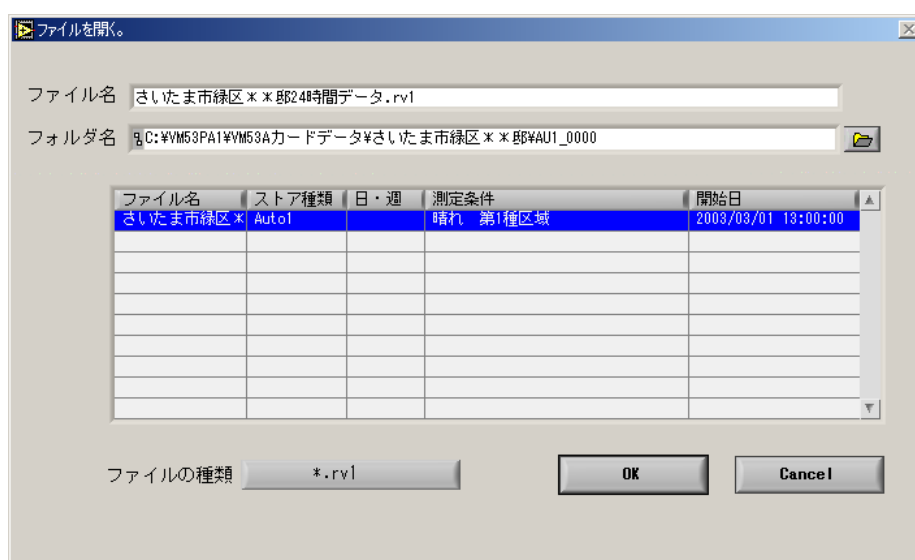 ファイルを開く。
ファイル名 さいたま市緑区＊＊邸24時間データ.rv1
フォルダ名 C:¥VM53PA1¥VM53Aカードデータ¥さいたま市緑区＊＊邸¥AU1_0000
ファイル名 ストア種類 日・週 測定条件 開始日
さいたま市緑区＊ Auto1 晴れ 第1種区域 2003/03/01 13:00:00
ファイルの種類 *.rv1 OK Cancel